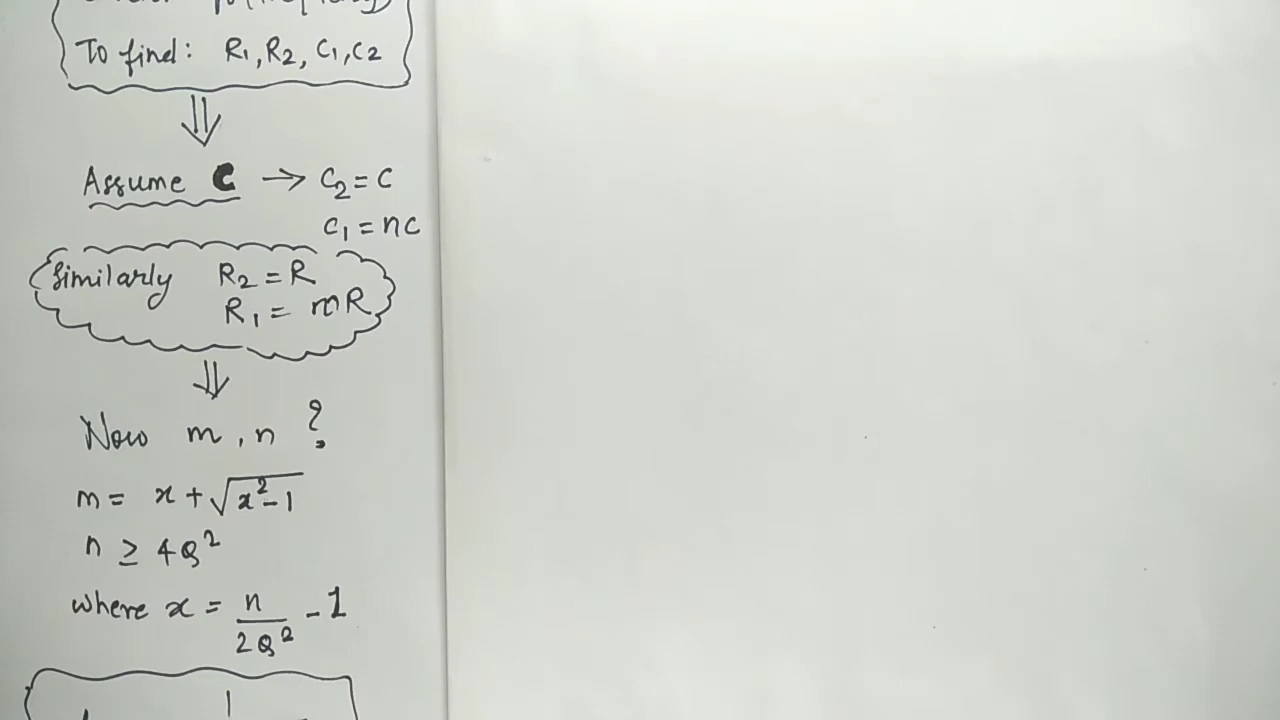 To find: R1, R2, C1, C2
⇓
Assume C → C₂ = C
C₁ = nC
Similarly R₂ = R
R₁ = mR
⇓
Now m, n ?
m = x + √(x²-1)
n ≥ 4Q²
where x = n/2Q² - 1